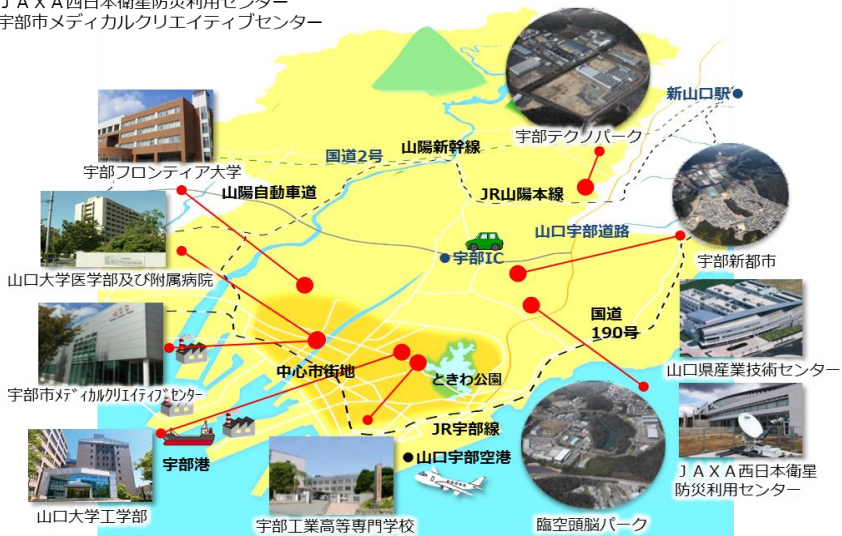 ＪＡＸＡ西日本衛星防災利用センター
宇部市メディカルクリエイティブセンター
宇部テクノパーク
新山口駅
宇部フロンティア大学
国道2号
山陽新幹線
山陽自動車道
JR山陽本線
山口宇部道路
宇部IC
宇部新都市
山口大学医学部及び附属病院
国道
190号
山口県産業技術センター
宇部市ﾒﾃﾞｨｶﾙｸﾘｴｲﾃｨﾌﾞｾﾝﾀｰ
中心市街地
ときわ公園
JR宇部線
宇部港
山口宇部空港
ＪＡＸＡ西日本衛星
防災利用センター
山口大学工学部
宇部工業高等専門学校
臨空頭脳パーク